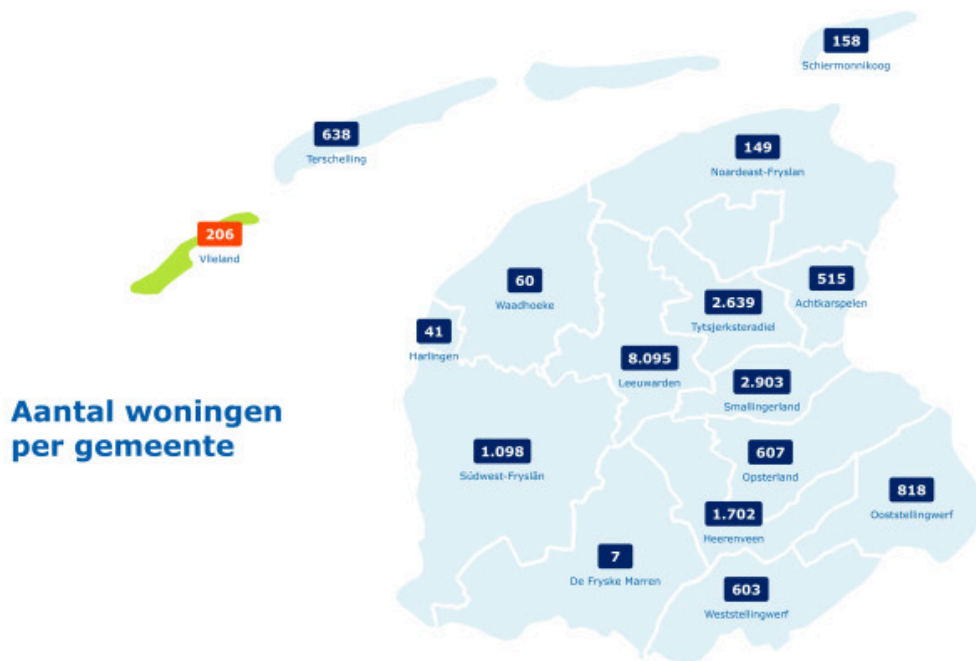 158
Schiermonnikoog
638
Terschelling
149
Noardeast-Fryslan
206
Vlieland
60
Waadhoeke
515
Achtkarspelen
2.639
Tytsjerksteradiel
41
Harlingen
8.095
Leeuwarden
2.903
Smallingerland
Aantal woningen
per gemeente
1.098
Súdwest-Fryslân
607
Opsterland
818
Ooststellingwerf
1.702
Heerenveen
7
De Fryske Marren
603
Weststellingwerf